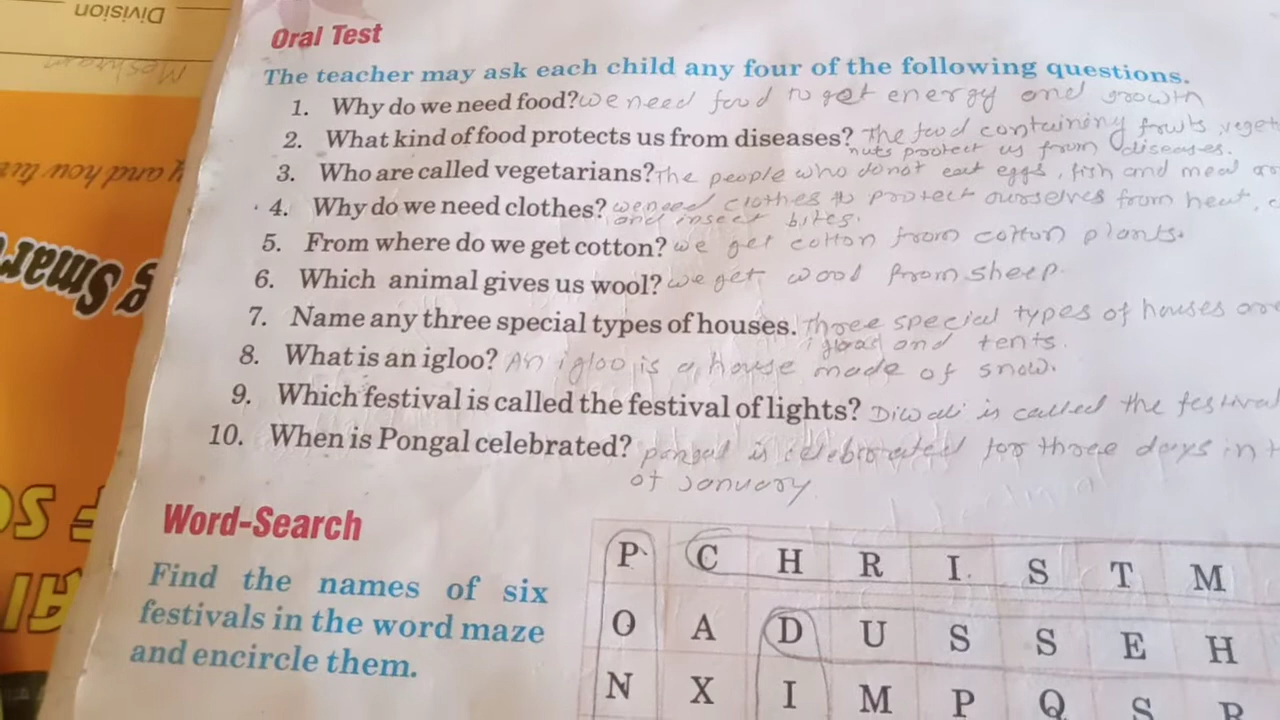 Division
Meshram
Oral Test
The teacher may ask each child any four of the following questions.
1. Why do we need food? we need food to get energy and growth
2. What kind of food protects us from diseases? The food containing fruits, veget
nuts protect us from diseases.
3. Who are called vegetarians? The people who donot eat eggs, fish and meat ar
4. Why do we need clothes? we need clothes to protect ourselves from heat,
and insect bites.
5. From where do we get cotton? we get cotton from cotton plants.
6. Which animal gives us wool? we get wool from sheep.
7. Name any three special types of houses. Three special types of houses are
and tents.
8. What is an igloo? An igloo is a house made of snow.
9. Which festival is called the festival of lights? Diwali is called the festival
10. When is Pongal celebrated? pongal is celebrated for three days in t
of January
Word-Search
Find the names of six
festivals in the word maze
and encircle them.
P C H R I S T M
O A D U S S E H
N X I M P Q S R